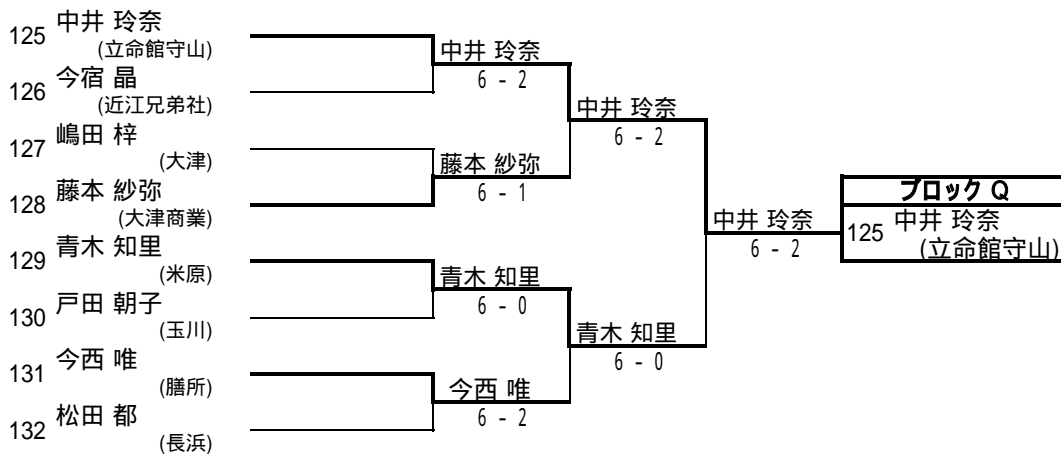 125 中井 玲奈
(立命館守山)
126 今宿 晶
(近江兄弟社)
127 嶋田 梓
(大津)
128 藤本 紗弥
(大津商業)
129 青木 知里
(米原)
130 戸田 朝子
(玉川)
131 今西 唯
(膳所)
132 松田 都
(長浜)
中井 玲奈
6 - 2
藤本 紗弥
6 - 1
青木 知里
6 - 0
今西 唯
6 - 2
中井 玲奈
6 - 2
青木 知里
6 - 0
中井 玲奈
6 - 2
ブロック Q
125 中井 玲奈
(立命館守山)